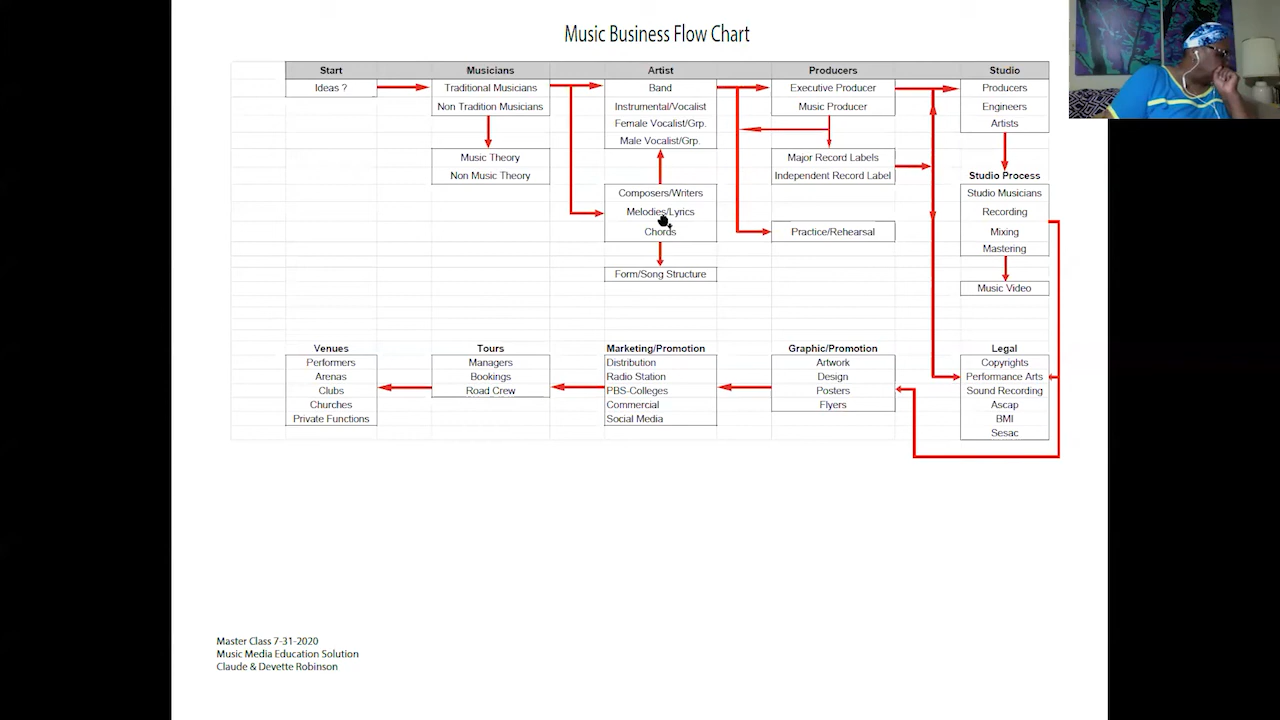 Music Business Flow Chart
Start
Musicians
Artist
Producers
Studio
Ideas ?
Traditional Musicians
Non Tradition Musicians
Music Theory
Non Music Theory
Band
Instrumental/Vocalist
Female Vocalist/Grp.
Male Vocalist/Grp.
Composers/Writers
Melodies/Lyrics
Chords
Form/Song Structure
Executive Producer
Music Producer
Major Record Labels
Independent Record Label
Practice/Rehearsal
Producers
Engineers
Artists
Studio Process
Studio Musicians
Recording
Mixing
Mastering
Music Video
Venues
Performers
Arenas
Clubs
Churches
Private Functions
Tours
Managers
Bookings
Road Crew
Marketing/Promotion
Distribution
Radio Station
PBS-Colleges
Commercial
Social Media
Graphic/Promotion
Artwork
Design
Posters
Flyers
Legal
Copyrights
Performance Arts
Sound Recording
Ascap
BMI
Sesac
Master Class 7-31-2020
Music Media Education Solution
Claude & Devette Robinson